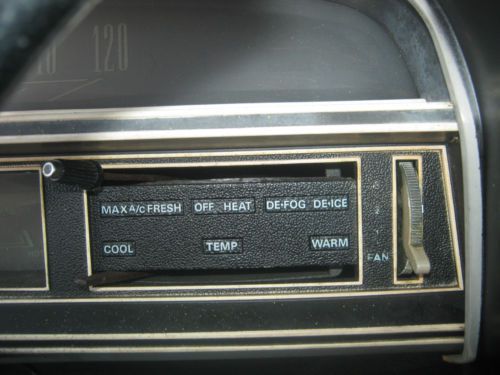 120
MAX A/C FRESH OFF HEAT DE-FOG DE-ICE
COOL TEMP WARM
FAN